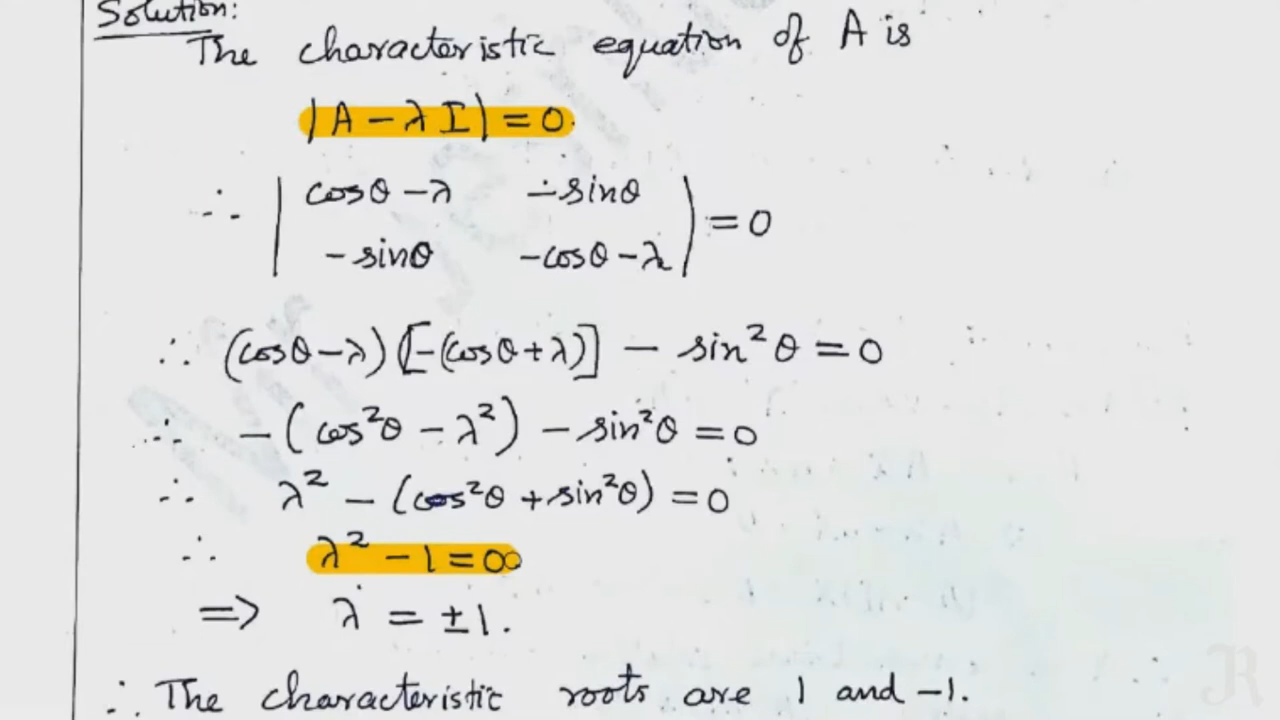 Solution:
The characteristic equation of A is
|A - λI| = 0.
∴ | cosθ - λ   - sinθ |
| - sinθ   - cosθ - λ | = 0
∴ (cosθ - λ) [-(cosθ + λ)] - sin²θ = 0
∴ -(cos²θ - λ²) - sin²θ = 0
∴ λ² - (cos²θ + sin²θ) = 0
∴ λ² - 1 = 0
⇒ λ = ±1.
∴ The characteristic roots are 1 and -1.